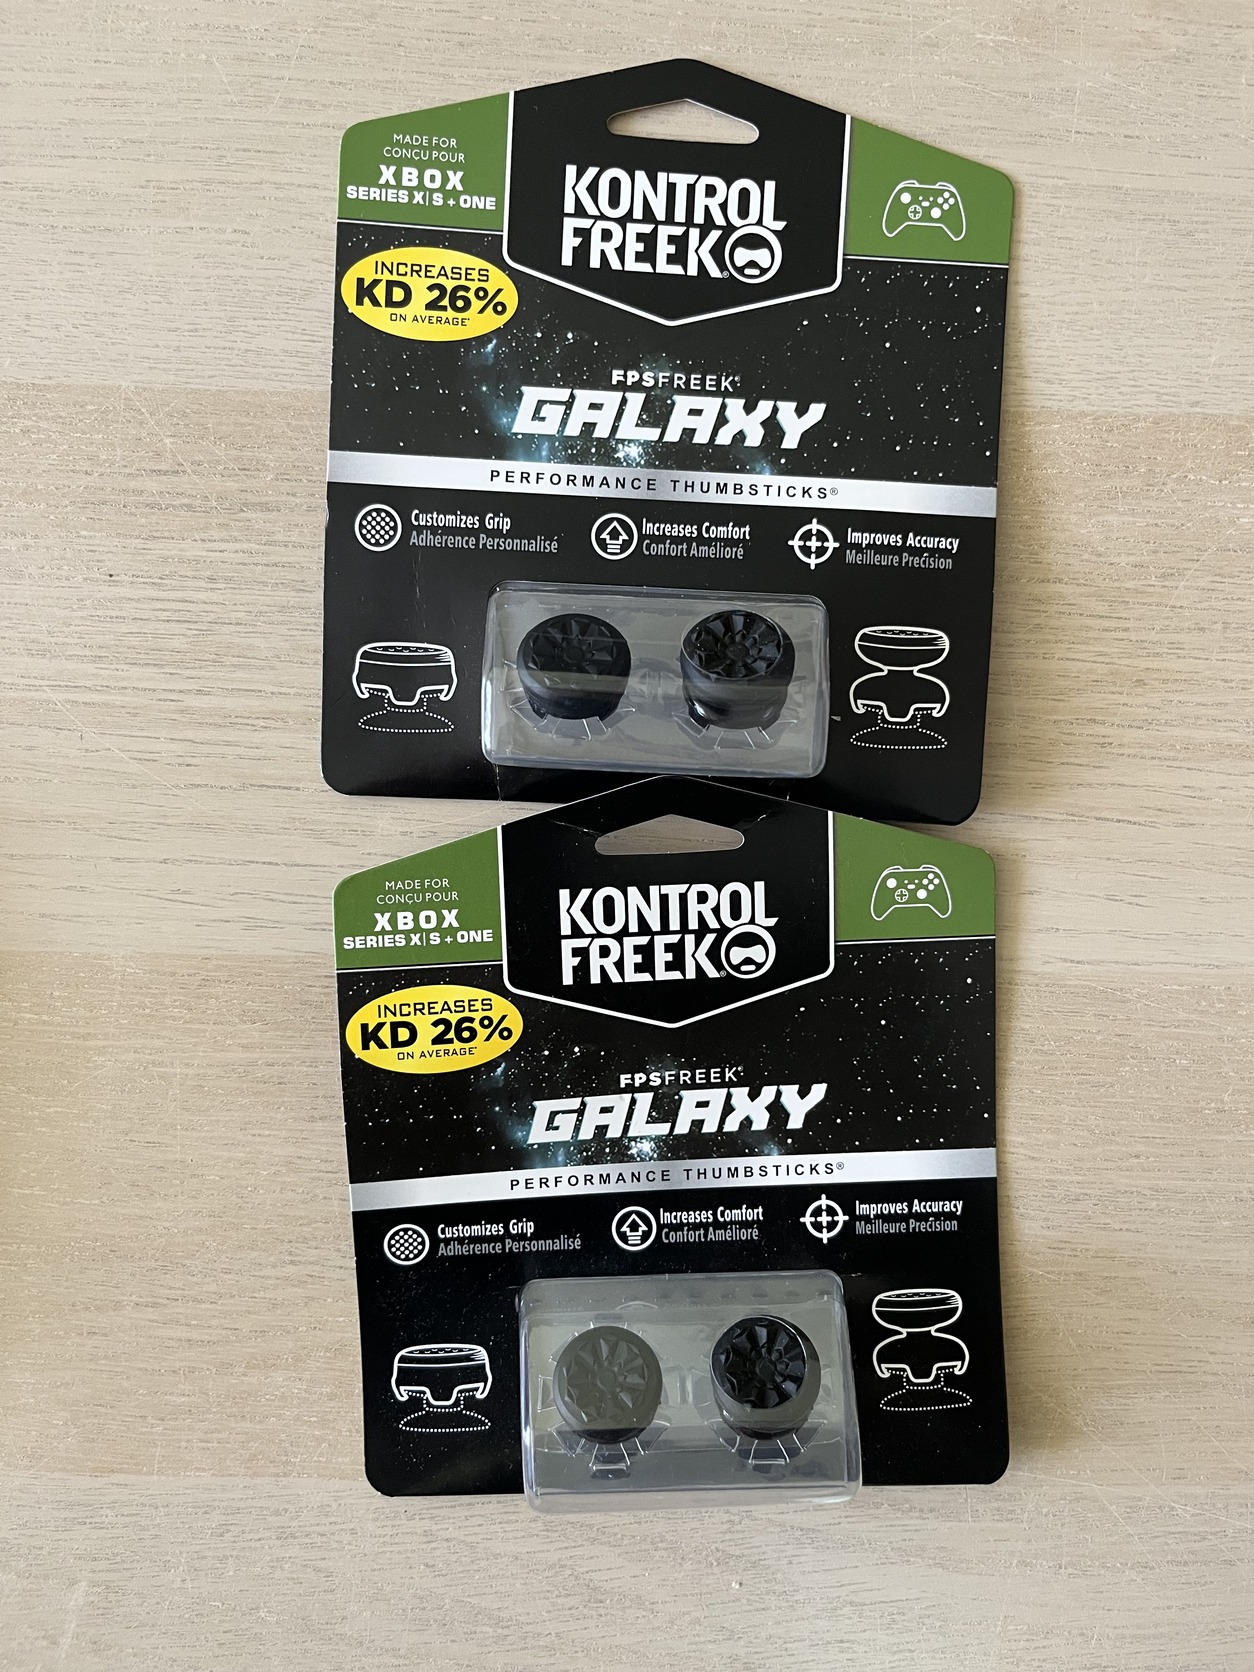 MADE FOR
CONÇU POUR
XBOX
SERIES X|S + ONE
KONTROL
FREEK®
INCREASES
KD 26%
ON AVERAGE*
FPSFREEK®
GALAXY
PERFORMANCE THUMBSTICKS®
Customizes Grip
Adhérence Personnalisé
Increases Comfort
Confort Amélioré
Improves Accuracy
Meilleure Precision
MADE FOR
CONÇU POUR
XBOX
SERIES X|S + ONE
KONTROL
FREEK®
INCREASES
KD 26%
ON AVERAGE*
FPSFREEK®
GALAXY
PERFORMANCE THUMBSTICKS®
Customizes Grip
Adhérence Personnalisé
Increases Comfort
Confort Amélioré
Improves Accuracy
Meilleure Precision